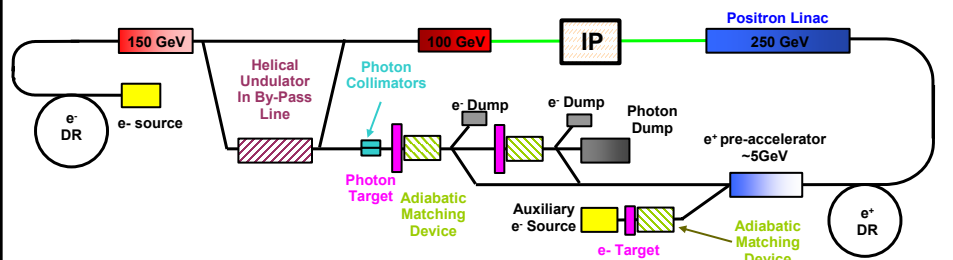 Positron Linac
150 GeV
100 GeV
IP
250 GeV
Helical
Undulator
In By-Pass
Line
Photon
Collimators
e- source
e-
DR
e- Dump
e- Dump
Photon
Dump
e+ pre-accelerator
~5GeV
Photon
Target
Adiabatic
Matching
Device
Auxiliary
e- Source
e- Target
Adiabatic
Matching
Device
e+
DR